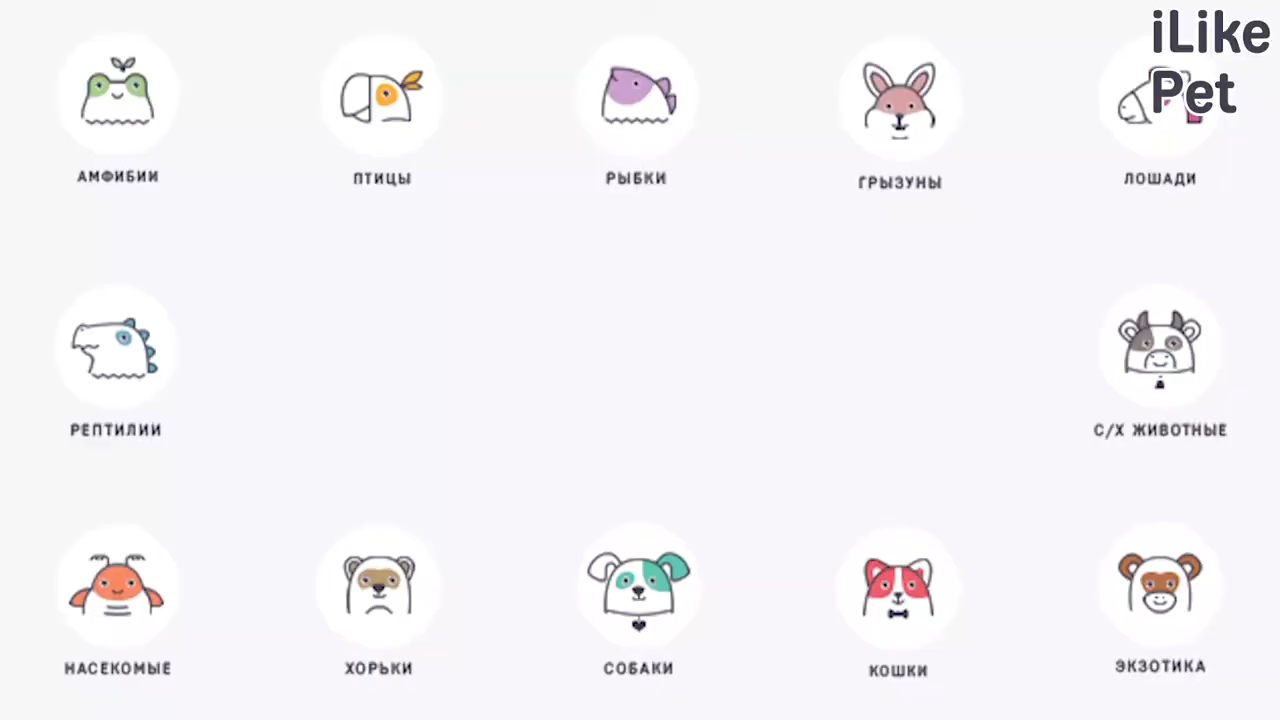 iLike
Pet
АМФИБИИ
ПТИЦЫ
РЫБКИ
ГРЫЗУНЫ
ЛОШАДИ
РЕПТИЛИИ
С/Х ЖИВОТНЫЕ
НАСЕКОМЫЕ
ХОРЬКИ
СОБАКИ
КОШКИ
ЭКЗОТИКА